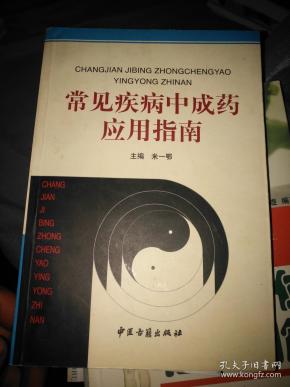 CHANGJIAN JIBING ZHONGCHENGYAO
YINGYONG ZHINAN
常见疾病中成药
应用指南
主编 米一鄂
CHANG
JIAN
JI
BING
ZHONG
CHENG
YAO
YING
YONG
ZHI
NAN
中医古籍出版社
孔夫子旧书网